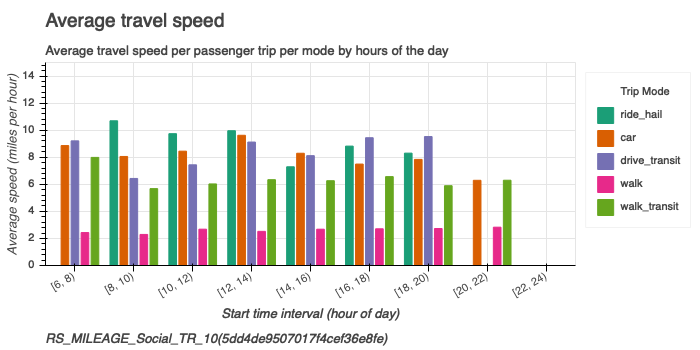 Average travel speed
Average travel speed per passenger trip per mode by hours of the day
Average speed (miles per hour)
14
12
10
8
6
4
2
0
[6, 8)
[8, 10)
[10, 12)
[12, 14)
[14, 16)
[16, 18)
[18, 20)
[20, 22)
[22, 24)
Start time interval (hour of day)
RS_MILEAGE_Social_TR_10(5dd4de9507017f4cef36e8fe)
Trip Mode
ride_hail
car
drive_transit
walk
walk_transit